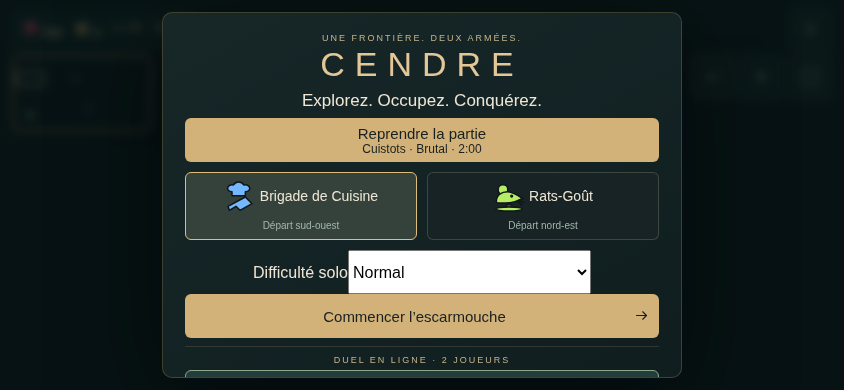 UNE FRONTIÈRE. DEUX ARMÉES.
CENDRE
Explorez. Occupez. Conquérez.
Reprendre la partie
Cuistots · Brutal · 2:00
Brigade de Cuisine
Départ sud-ouest
Rats-Goût
Départ nord-est
Difficulté solo Normal
Commencer l'escarmouche →
DUEL EN LIGNE · 2 JOUEURS